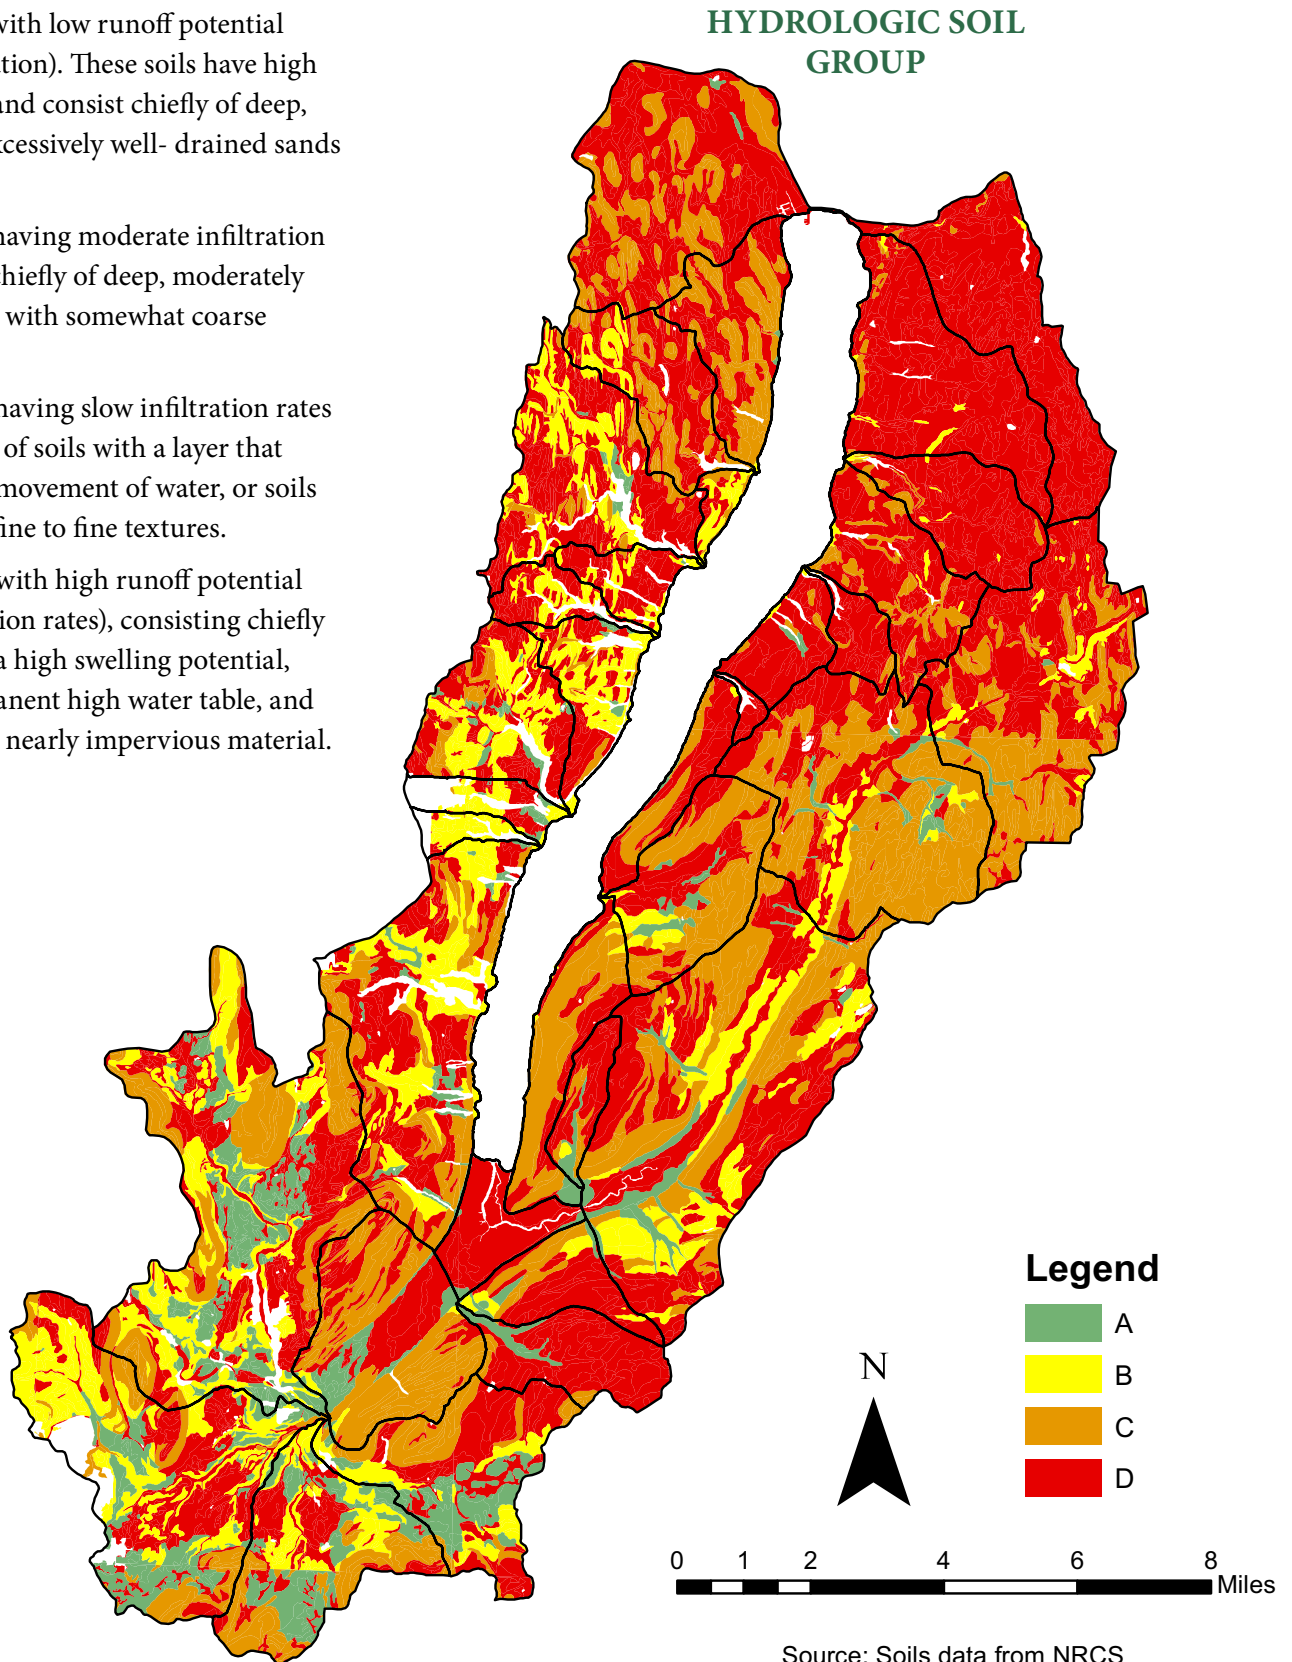 with low runoff potential
tion). These soils have high
and consist chiefly of deep,
xcessively well- drained sands
having moderate infiltration
chiefly of deep, moderately
with somewhat coarse
having slow infiltration rates
of soils with a layer that
movement of water, or soils
fine to fine textures.
with high runoff potential
ion rates), consisting chiefly
a high swelling potential,
anent high water table, and
nearly impervious material.
HYDROLOGIC SOIL
GROUP
Legend
A
B
C
D
N
0 1 2 4 6 8
Miles
Source: Soils data from NRCS